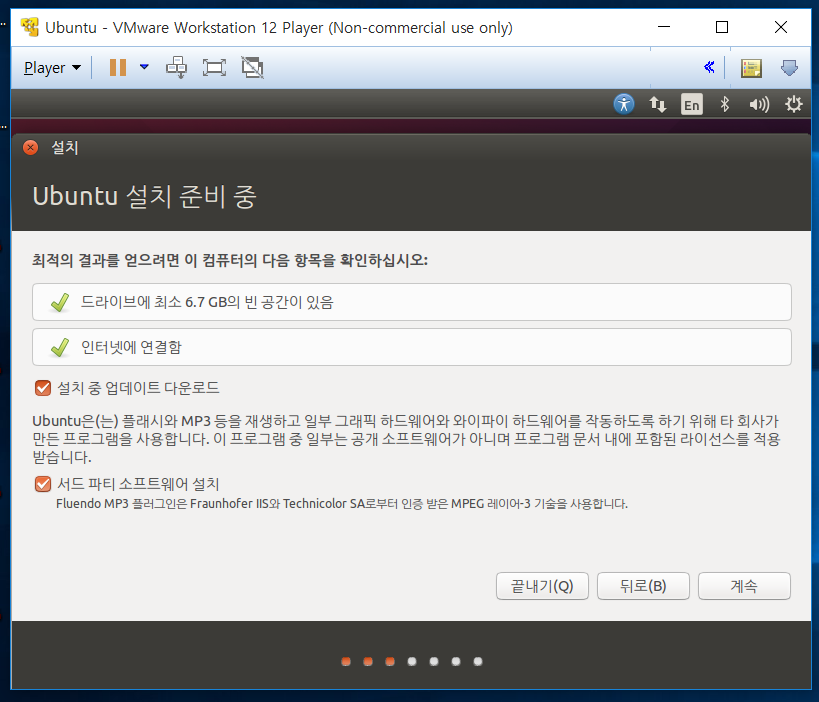 Ubuntu - VMware Workstation 12 Player (Non-commercial use only)
Player
En
설치
Ubuntu 설치 준비 중
최적의 결과를 얻으려면 이 컴퓨터의 다음 항목을 확인하십시오:
드라이브에 최소 6.7 GB의 빈 공간이 있음
인터넷에 연결함
설치 중 업데이트 다운로드
Ubuntu은(는) 플래시와 MP3 등을 재생하고 일부 그래픽 하드웨어와 와이파이 하드웨어를 작동하도록 하기 위해 타 회사가
만든 프로그램을 사용합니다. 이 프로그램 중 일부는 공개 소프트웨어가 아니며 프로그램 문서 내에 포함된 라이선스를 적용
받습니다.
서드 파티 소프트웨어 설치
Fluendo MP3 플러그인은 Fraunhofer IIS와 Technicolor SA로부터 인증 받은 MPEG 레이어-3 기술을 사용합니다.
끝내기(Q) 뒤로(B) 계속